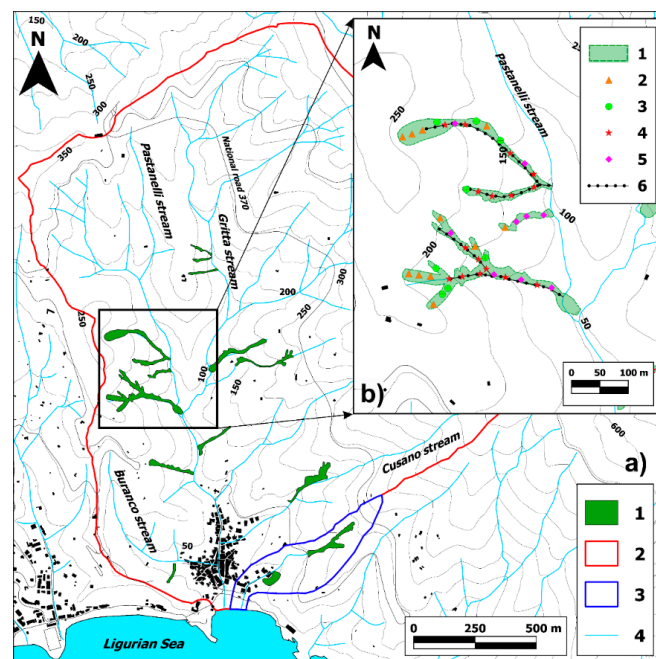 150
200
250
300
350
N
Pastanelli stream
National road 370
Gritta stream
300
200
250
100
150
Buranco stream
50
Cusano stream
600
Ligurian Sea
N
Pastanelli stream
250
150
100
200
50
1
2
3
4
5
6
0 50 100 m
b)
a)
1
2
3
4
0 250 500 m